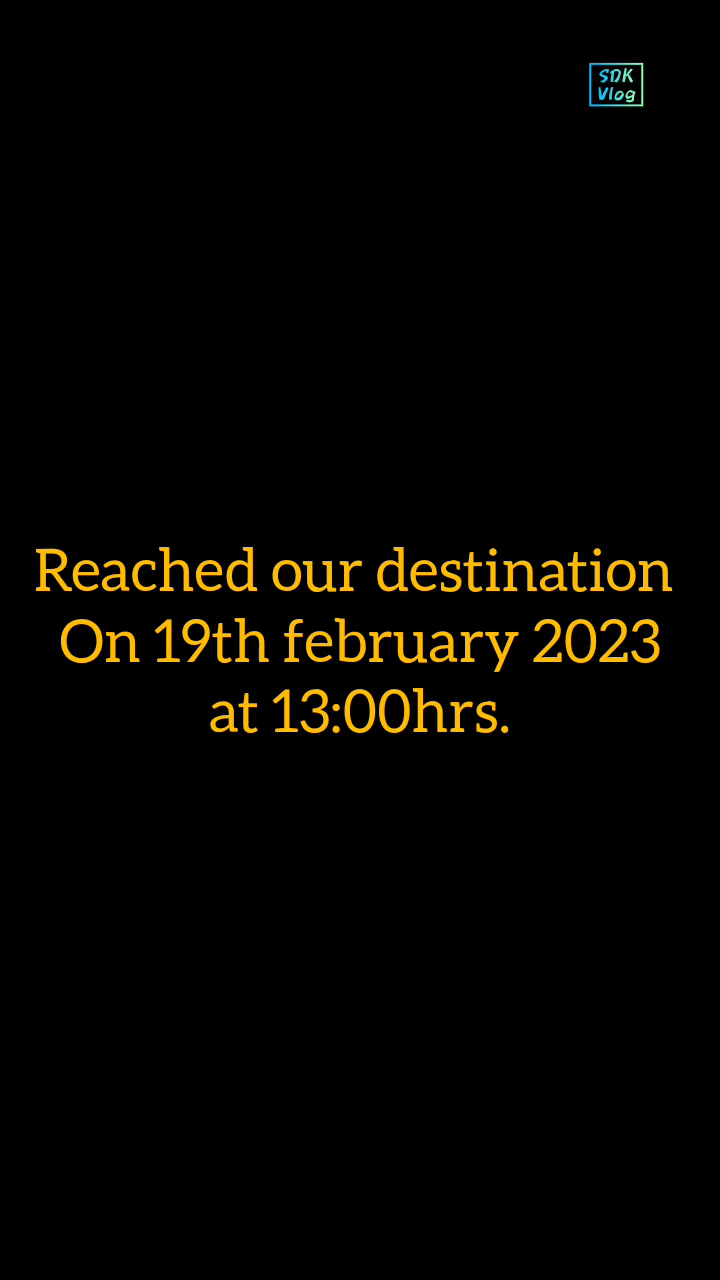 SDK
Vlog
Reached our destination
On 19th february 2023
at 13:00hrs.